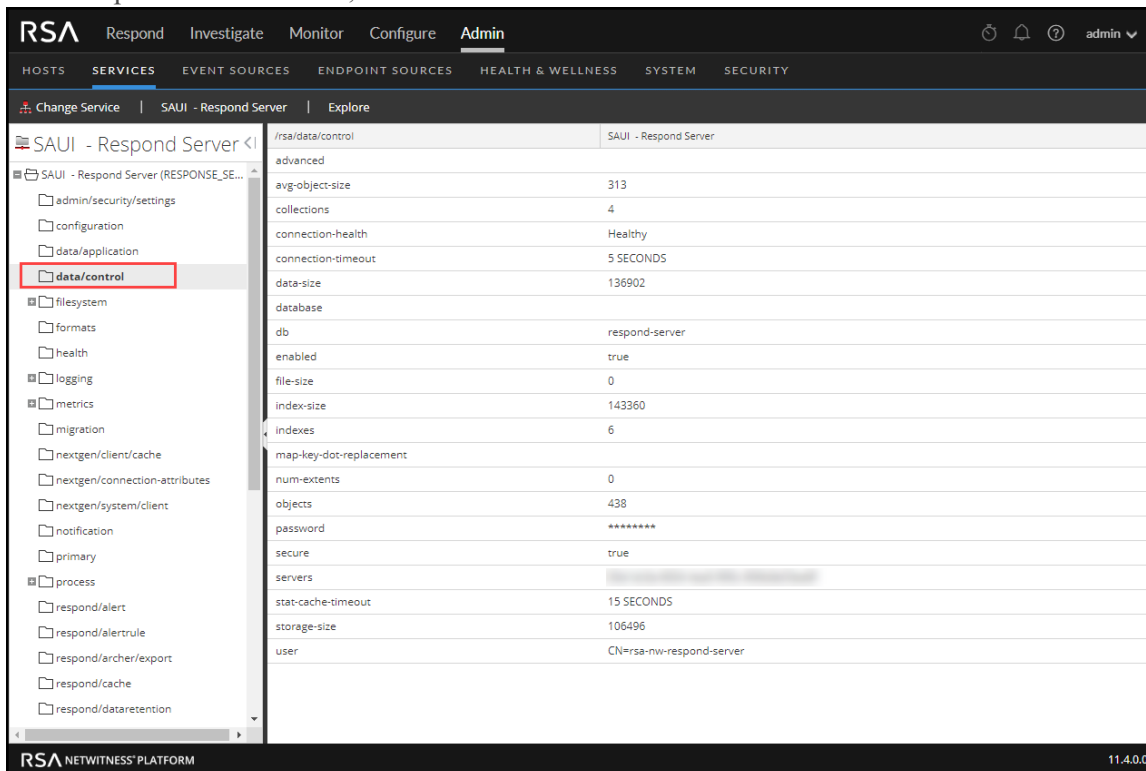 RSA Respond Investigate Monitor Configure Admin admin
HOSTS SERVICES EVENT SOURCES ENDPOINT SOURCES HEALTH & WELLNESS SYSTEM SECURITY
Change Service | SAUI - Respond Server | Explore
SAUI - Respond Server
SAUI - Respond Server (RESPONSE_SE...
admin/security/settings
configuration
data/application
data/control
filesystem
formats
health
logging
metrics
migration
nextgen/client/cache
nextgen/connection-attributes
nextgen/system/client
notification
primary
process
respond/alert
respond/alertrule
respond/archer/export
respond/cache
respond/dataretention
/rsa/data/control SAUI - Respond Server
advanced
avg-object-size 313
collections 4
connection-health Healthy
connection-timeout 5 SECONDS
data-size 136902
database
db respond-server
enabled true
file-size 0
index-size 143360
indexes 6
map-key-dot-replacement
num-extents 0
objects 438
password ********
secure true
servers
stat-cache-timeout 15 SECONDS
storage-size 106496
user CN=rsa-nw-respond-server
RSA NETWITNESS® PLATFORM 11.4.0.0